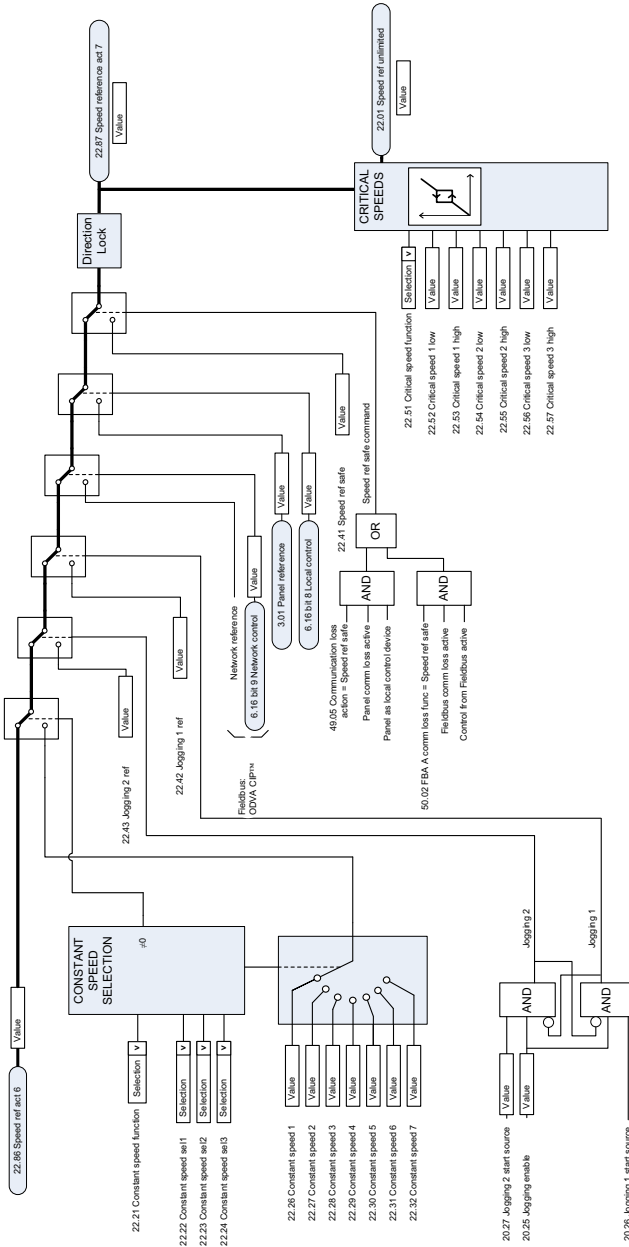 22.86 Speed ref act 6
Value
22.21 Constant speed function
Selection
v
22.22 Constant speed sel1
Selection
v
22.23 Constant speed sel2
Selection
v
22.24 Constant speed sel3
Selection
v
CONSTANT
SPEED
SELECTION
≠0
22.26 Constant speed 1
Value
22.27 Constant speed 2
Value
22.28 Constant speed 3
Value
22.29 Constant speed 4
Value
22.30 Constant speed 5
Value
22.31 Constant speed 6
Value
22.32 Constant speed 7
Value
20.27 Jogging 2 start source
Value
20.25 Jogging enable
Value
20.26 Jogging 1 start source
AND
AND
Jogging 2
Jogging 1
22.43 Jogging 2 ref
Value
22.42 Jogging 1 ref
Value
Fieldbus:
ODVA CIP™
Network reference
6.16 bit 9 Network control
Value
3.01 Panel reference
Value
6.16 bit 8 Local control
Value
22.41 Speed ref safe
Value
49.05 Communication loss
action = Speed ref safe
Panel comm loss active
Panel as local control device
AND
50.02 FBA A comm loss func = Speed ref safe
Fieldbus comm loss active
Control from Fieldbus active
AND
OR
Speed ref safe command
Direction
Lock
22.87 Speed reference act 7
Value
22.51 Critical speed function
Selection
v
22.52 Critical speed 1 low
Value
22.53 Critical speed 1 high
Value
22.54 Critical speed 2 low
Value
22.55 Critical speed 2 high
Value
22.56 Critical speed 3 low
Value
22.57 Critical speed 3 high
Value
CRITICAL
SPEEDS
22.01 Speed ref unlimited
Value